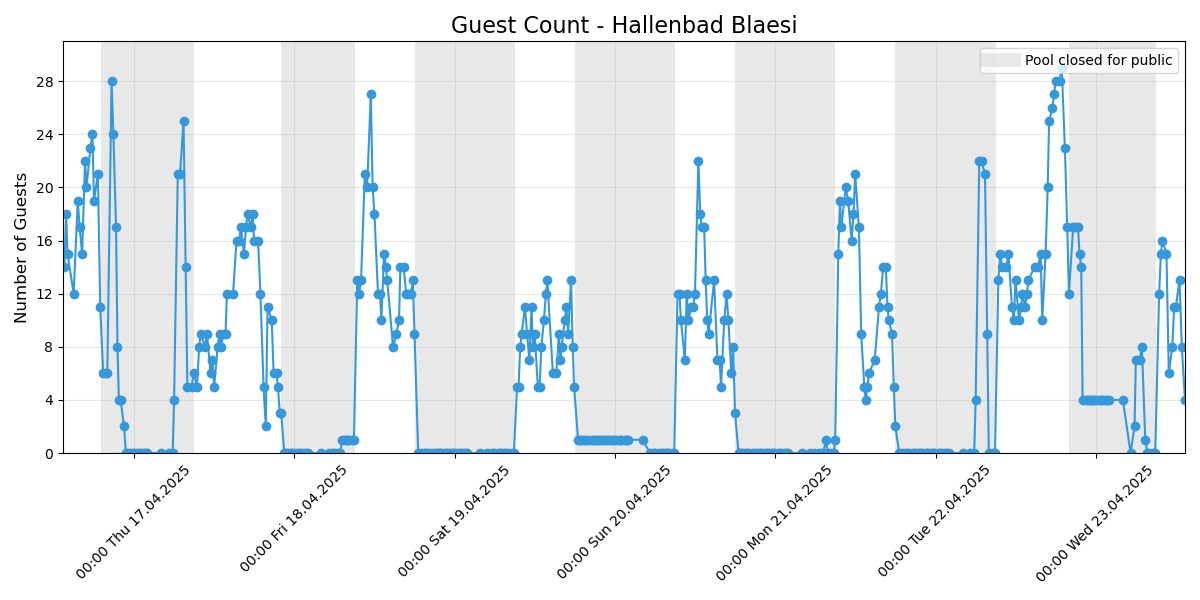 Guest Count - Hallenbad Blaesi
Pool closed for public
Number of Guests
28
24
20
16
12
8
4
0
00:00 Thu 17.04.2025
00:00 Fri 18.04.2025
00:00 Sat 19.04.2025
00:00 Sun 20.04.2025
00:00 Mon 21.04.2025
00:00 Tue 22.04.2025
00:00 Wed 23.04.2025